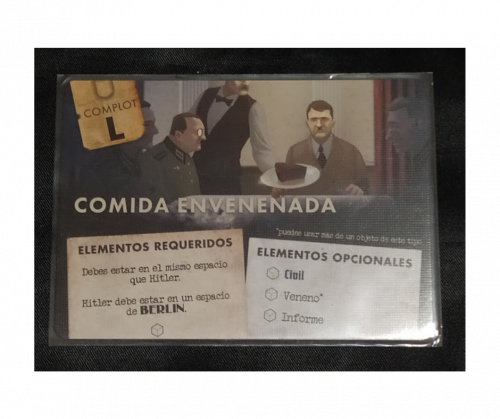 COMPLOT
L
COMIDA ENVENENADA
*puedes usar más de un objeto de este tipo
ELEMENTOS REQUERIDOS
Debes estar en el mismo espacio
que Hitler.
Hitler debe estar en un espacio
de BERLIN.
ELEMENTOS OPCIONALES
Civil
Veneno*
Informe